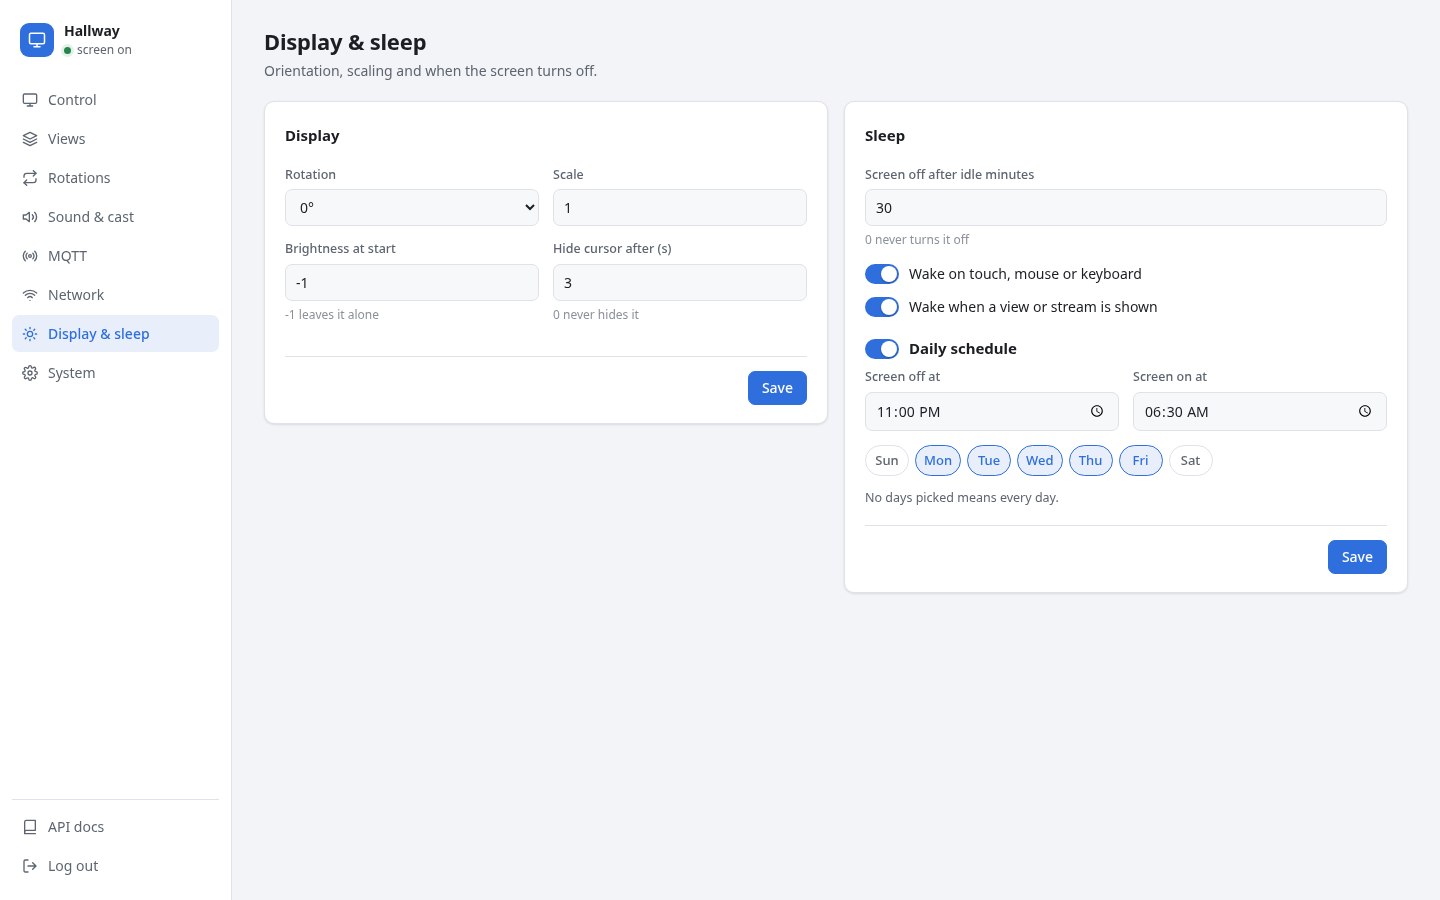 Hallway
screen on
Control
Views
Rotations
Sound & cast
MQTT
Network
Display & sleep
System
API docs
Log out
Display & sleep
Orientation, scaling and when the screen turns off.
Display
Rotation
Scale
0°
1
Brightness at start
Hide cursor after (s)
-1
3
-1 leaves it alone
0 never hides it
Save
Sleep
Screen off after idle minutes
30
0 never turns it off
Wake on touch, mouse or keyboard
Wake when a view or stream is shown
Daily schedule
Screen off at
Screen on at
11:00 PM
06:30 AM
Sun Mon Tue Wed Thu Fri Sat
No days picked means every day.
Save